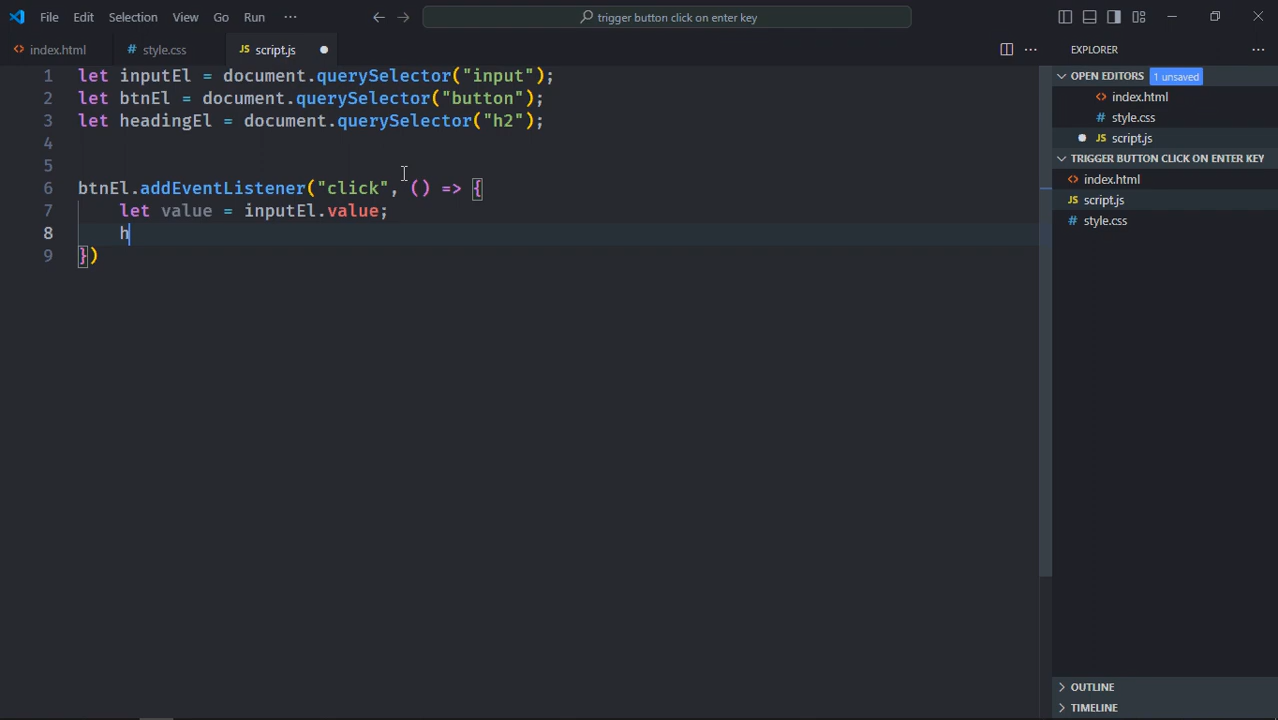 File Edit Selection View Go Run ··· ← → trigger button click on enter key
<> index.html # style.css JS script.js ● ··· EXPLORER ···
1 let inputEl = document.querySelector("input");
2 let btnEl = document.querySelector("button");
3 let headingEl = document.querySelector("h2");
4
5
6 btnEl.addEventListener("click", () => {
7 let value = inputEl.value;
8 h
9 })
OPEN EDITORS 1 unsaved
<> index.html
# style.css
● JS script.js
TRIGGER BUTTON CLICK ON ENTER KEY
<> index.html
JS script.js
# style.css
OUTLINE
TIMELINE